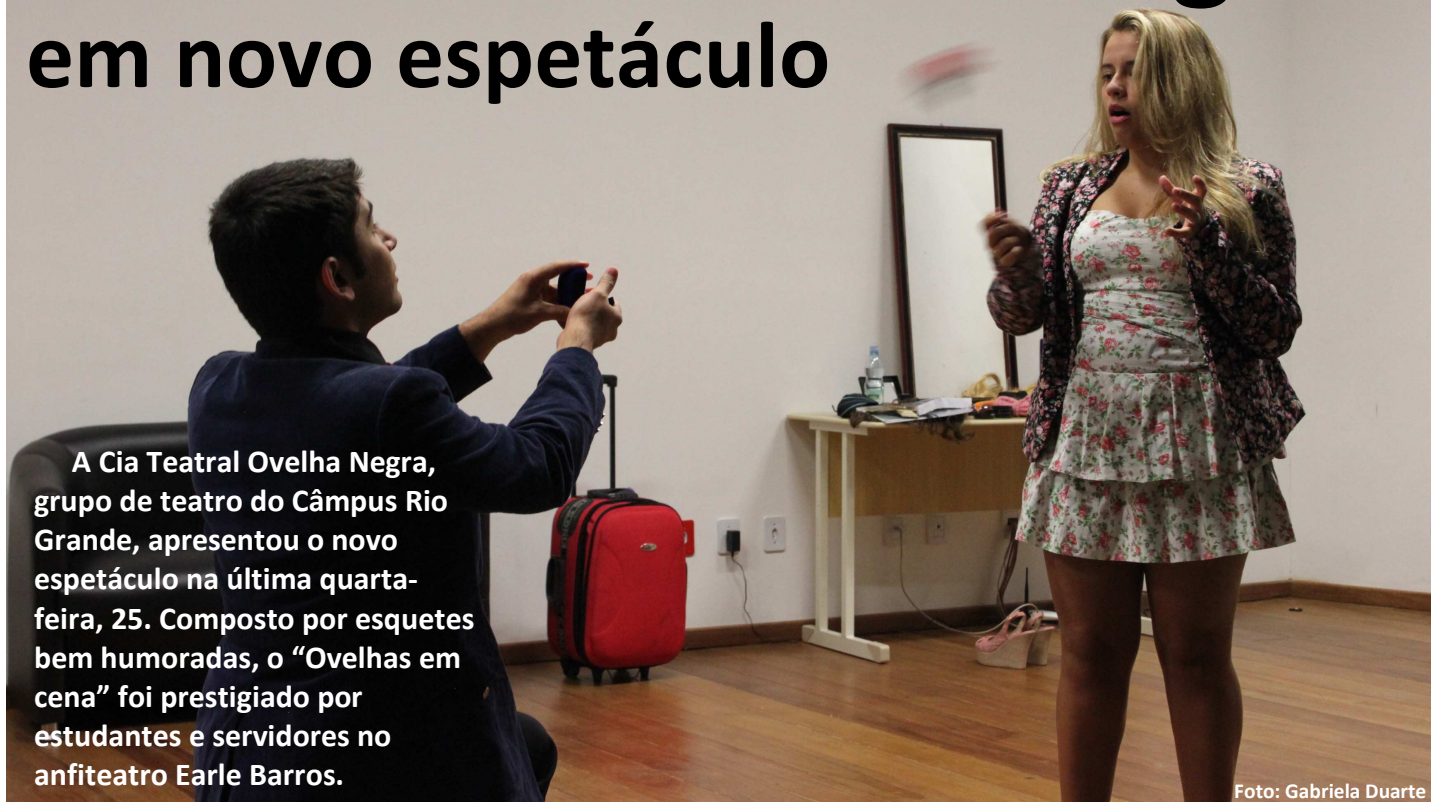 em novo espetáculo
A Cia Teatral Ovelha Negra,
grupo de teatro do Câmpus Rio
Grande, apresentou o novo
espetáculo na última quarta-
feira, 25. Composto por esquetes
bem humoradas, o “Ovelhas em
cena” foi prestigiado por
estudantes e servidores no
anfiteatro Earle Barros.
Foto: Gabriela Duarte